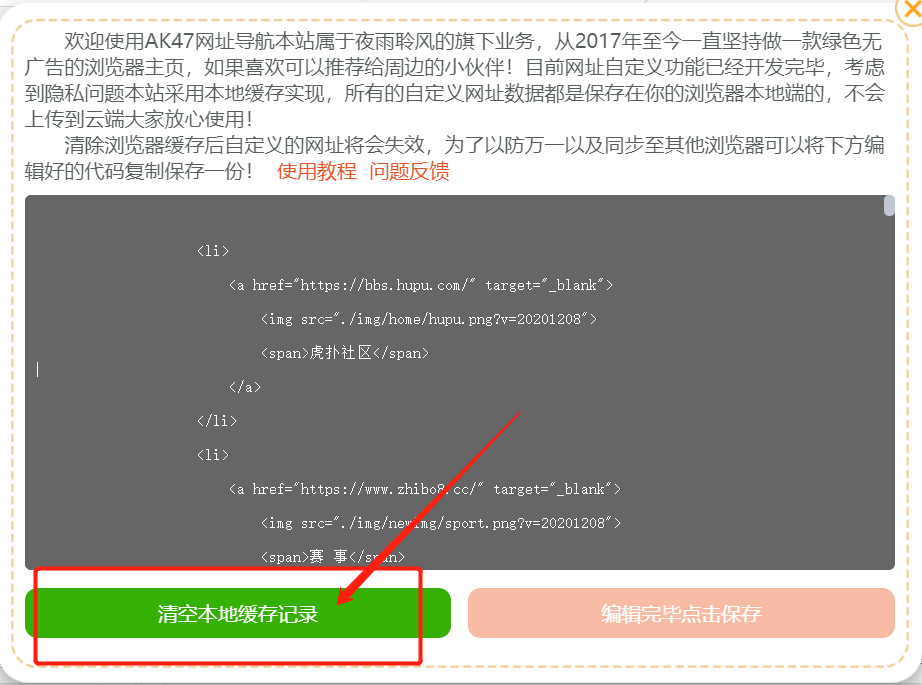 欢迎使用AK47网址导航本站属于夜雨聆风的旗下业务，从2017年至今一直坚持做一款绿色无
广告的浏览器主页，如果喜欢可以推荐给周边的小伙伴！目前网址自定义功能已经开发完毕，考虑
到隐私问题本站采用本地缓存实现，所有的自定义网址数据都是保存在你的浏览器本地端的，不会
上传到云端大家放心使用！
清除浏览器缓存后自定义的网址将会失效，为了以防万一以及同步至其他浏览器可以将下方编
辑好的代码复制保存一份！ 使用教程 问题反馈
<li>
<a href="https://bbs.hupu.com/" target="_blank">
<img src="./img/home/hupu.png?v=20201208">
<span>虎扑社区</span>
</a>
</li>
<li>
<a href="https://www.zhibo8.cc/" target="_blank">
<img src="./img/newimg/sport.png?v=20201208">
<span>赛 事</span>
清空本地缓存记录 编辑完毕点击保存